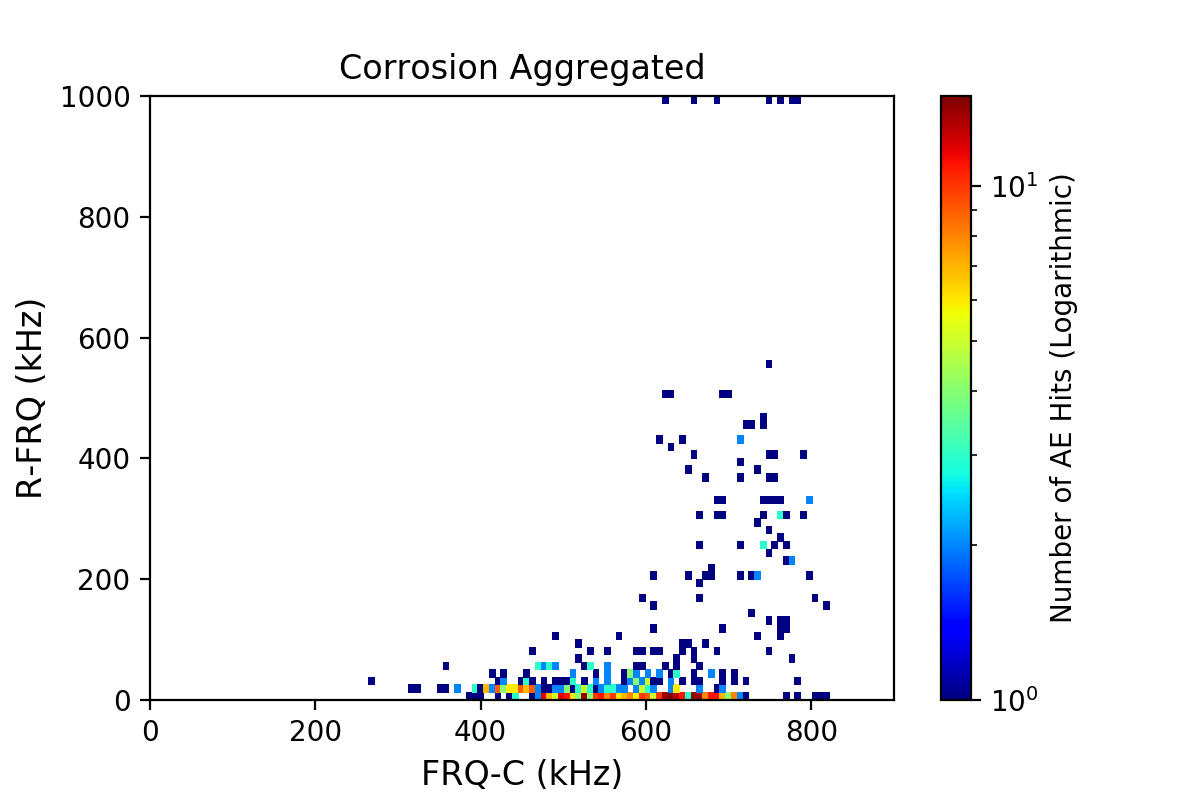 Corrosion Aggregated
1000
800
600
400
200
0
R-FRQ (kHz)
0 200 400 600 800
FRQ-C (kHz)
10¹
10⁰
Number of AE Hits (Logarithmic)